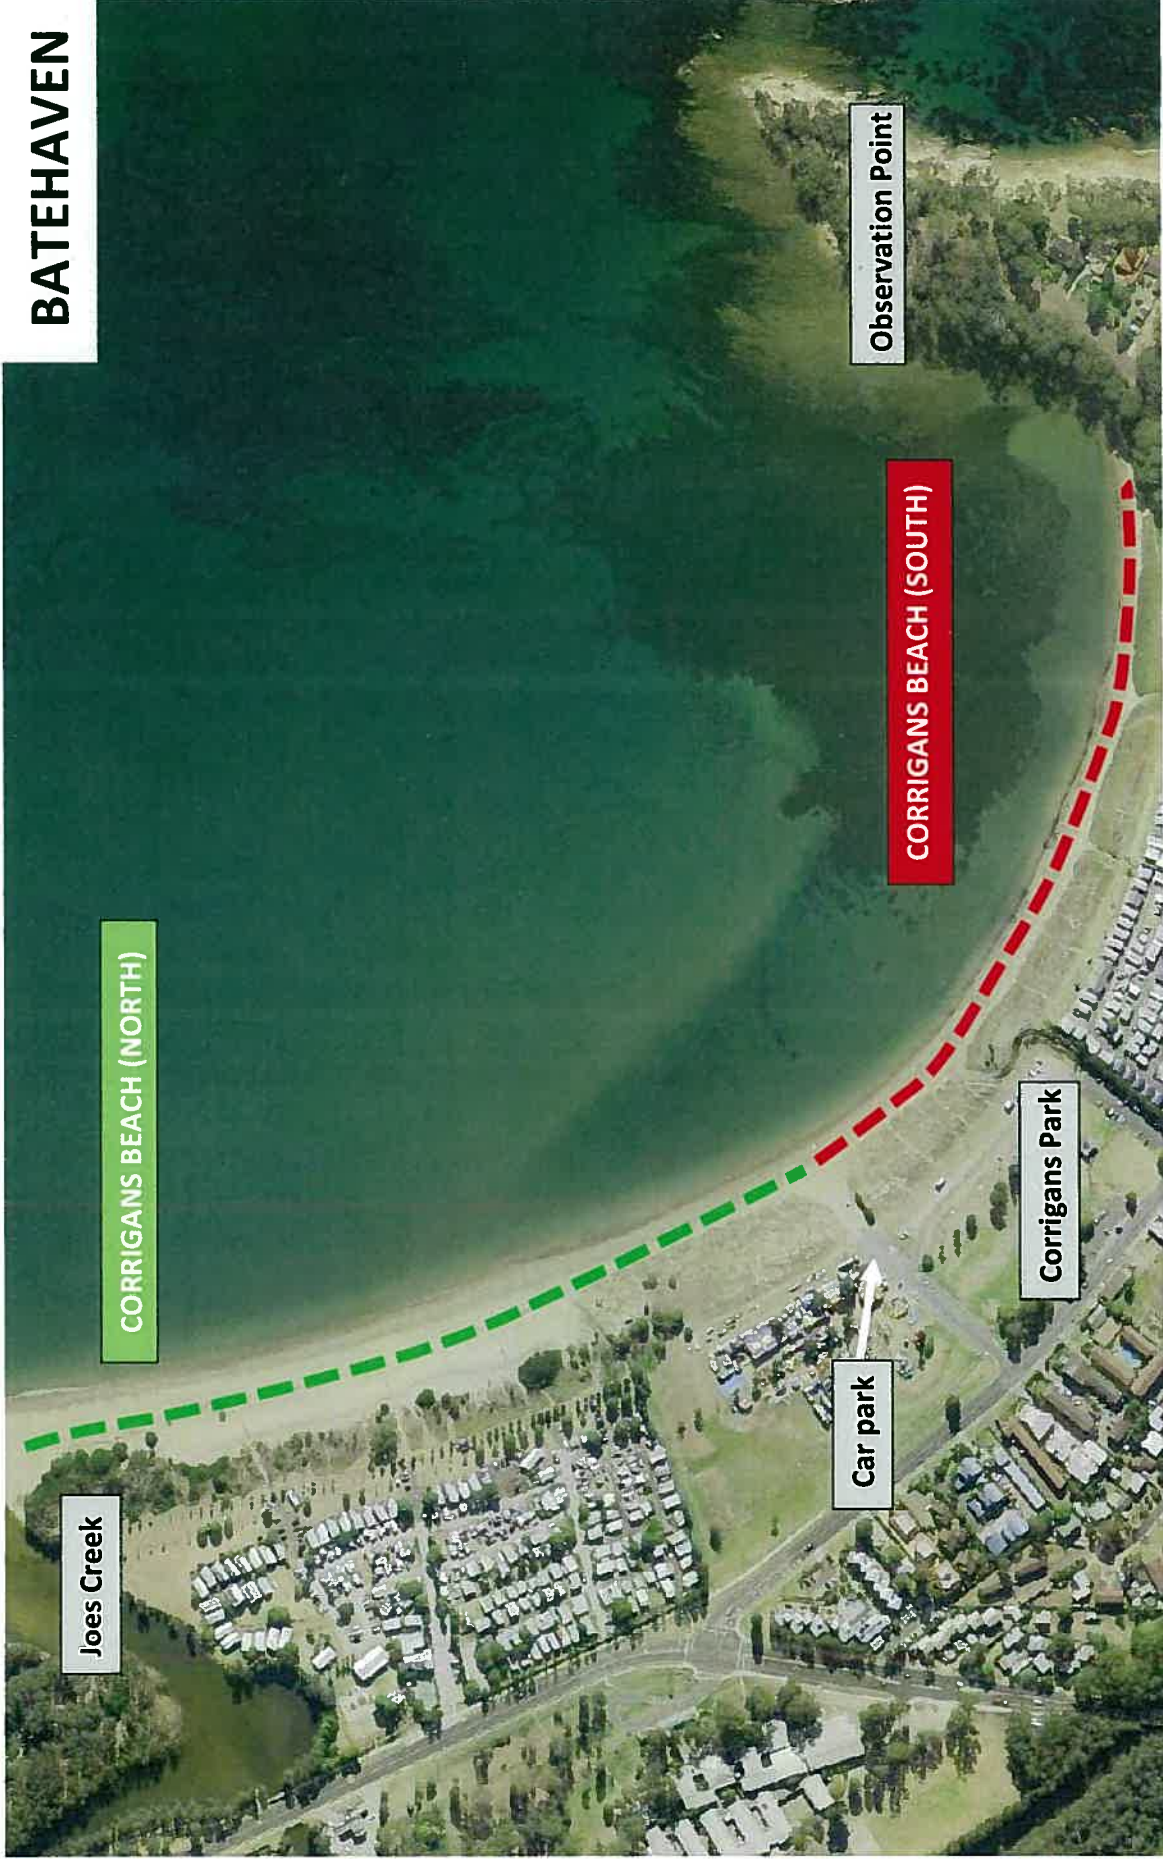 BATEHAVEN
Joes Creek
CORRIGANS BEACH (NORTH)
Car park
Observation Point
CORRIGANS BEACH (SOUTH)
Corrigans Park